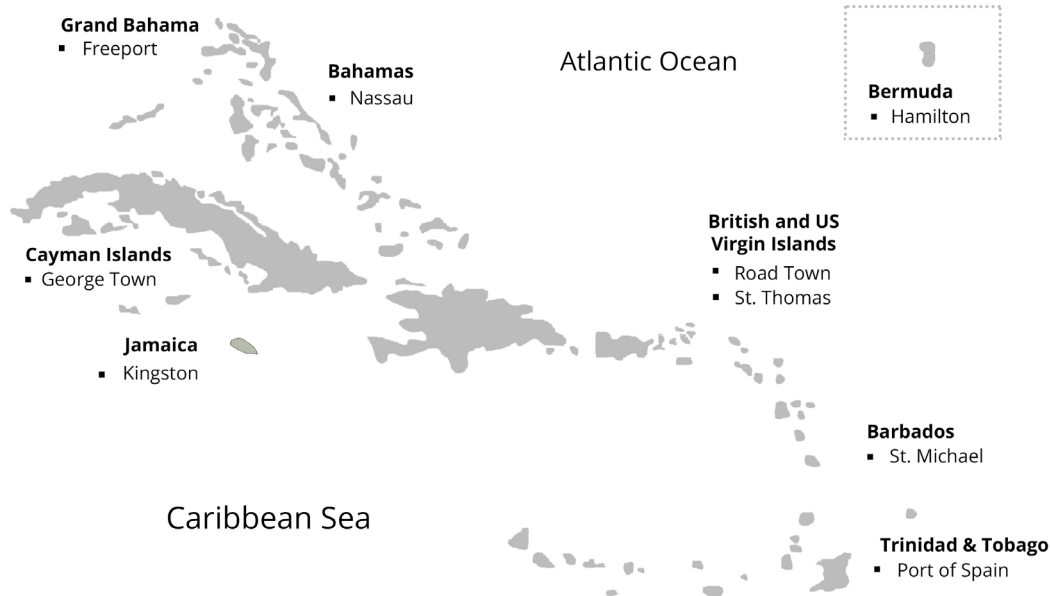 Grand Bahama
▪ Freeport
Bahamas
▪ Nassau
Atlantic Ocean
Bermuda
▪ Hamilton
British and US
Virgin Islands
▪ Road Town
▪ St. Thomas
Cayman Islands
▪ George Town
Jamaica
▪ Kingston
Barbados
▪ St. Michael
Caribbean Sea
Trinidad & Tobago
▪ Port of Spain